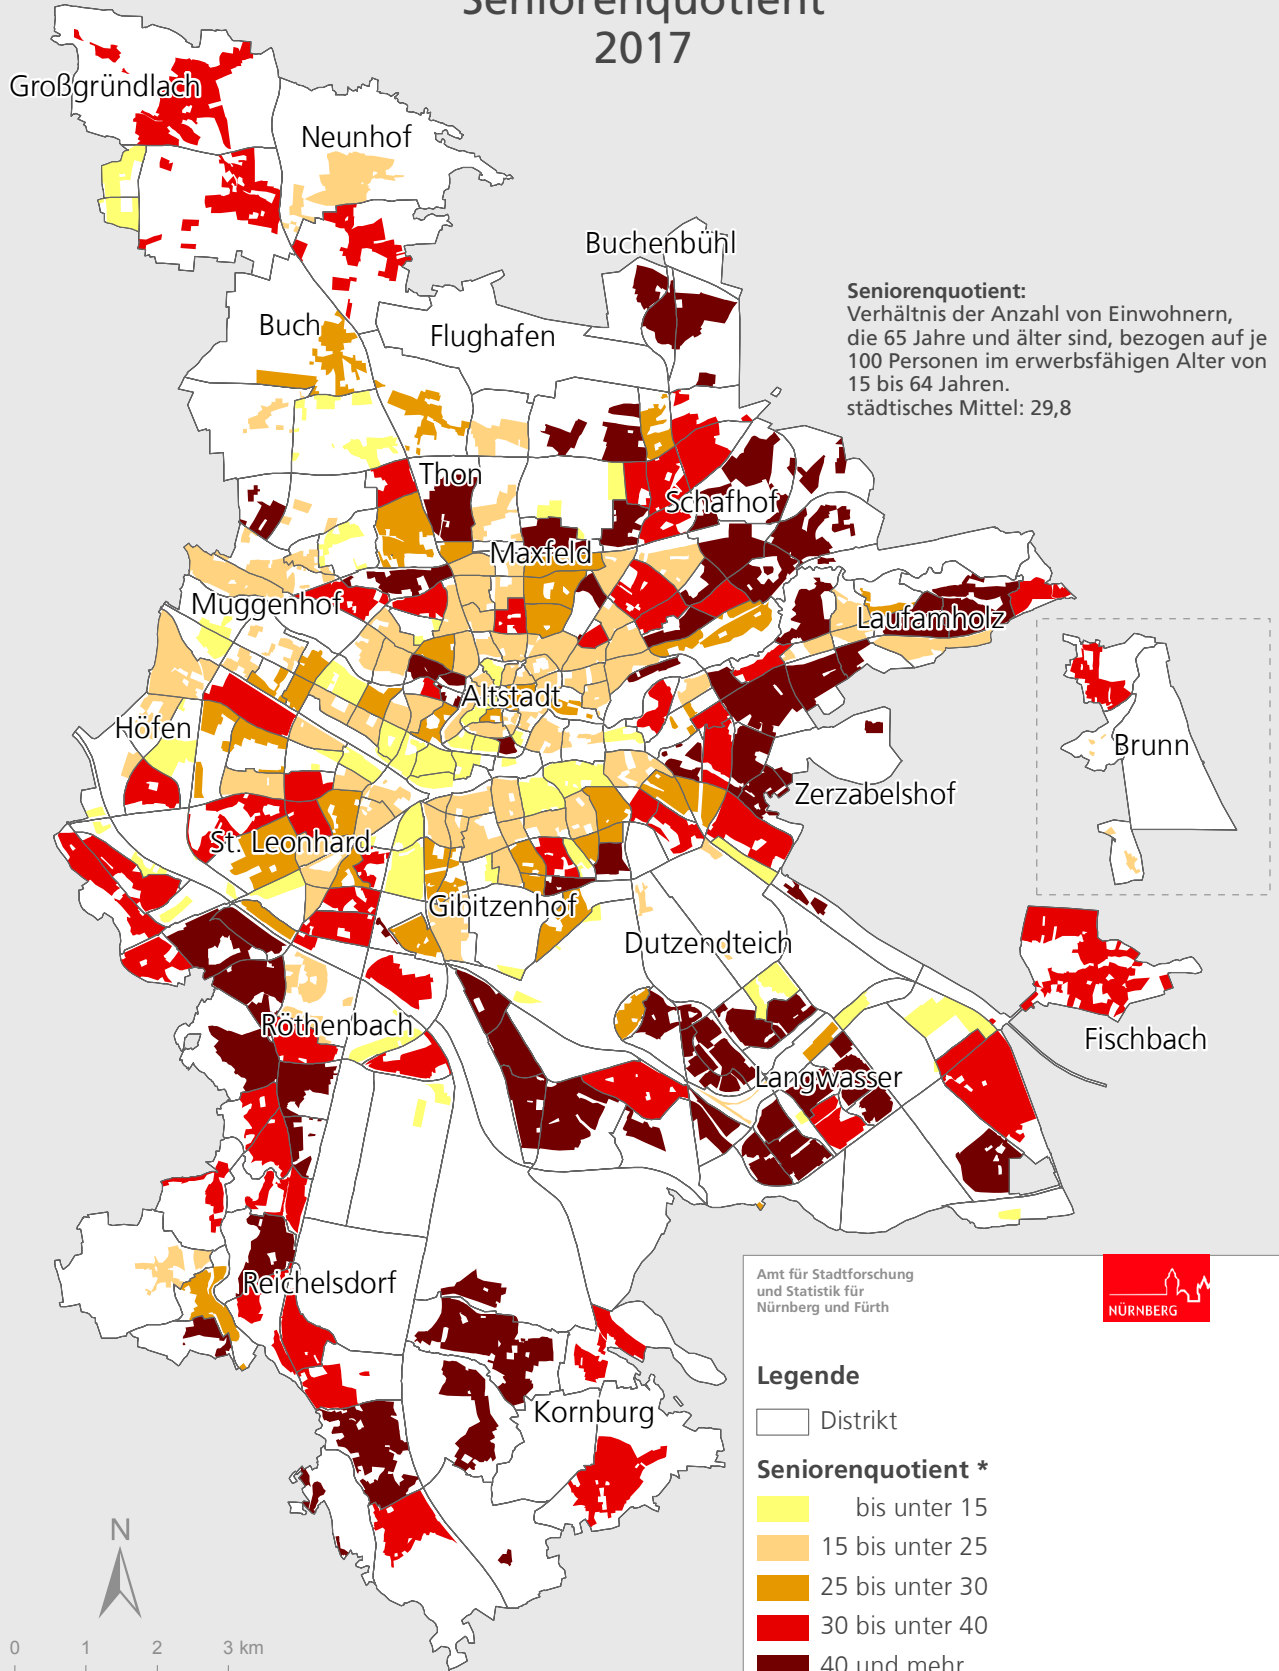 Seniorenquotient
2017
Großgründlach
Neunhof
Buchenbühl
Seniorenquotient:
Verhältnis der Anzahl von Einwohnern,
die 65 Jahre und älter sind, bezogen auf je
100 Personen im erwerbsfähigen Alter von
15 bis 64 Jahren.
städtisches Mittel: 29,8
Buch
Flughafen
Thon
Schafhof
Maxfeld
Muggenhof
Laufamholz
Altstadt
Höfen
Brunn
Zerzabelshof
St. Leonhard
Gibitzenhof
Dutzendteich
Röthenbach
Fischbach
Langwasser
Reichelsdorf
Kornburg
Amt für Stadtforschung
und Statistik für
Nürnberg und Fürth
NÜRNBERG
Legende
Distrikt
Seniorenquotient *
bis unter 15
15 bis unter 25
25 bis unter 30
30 bis unter 40
40 und mehr
N
0 1 2 3 km